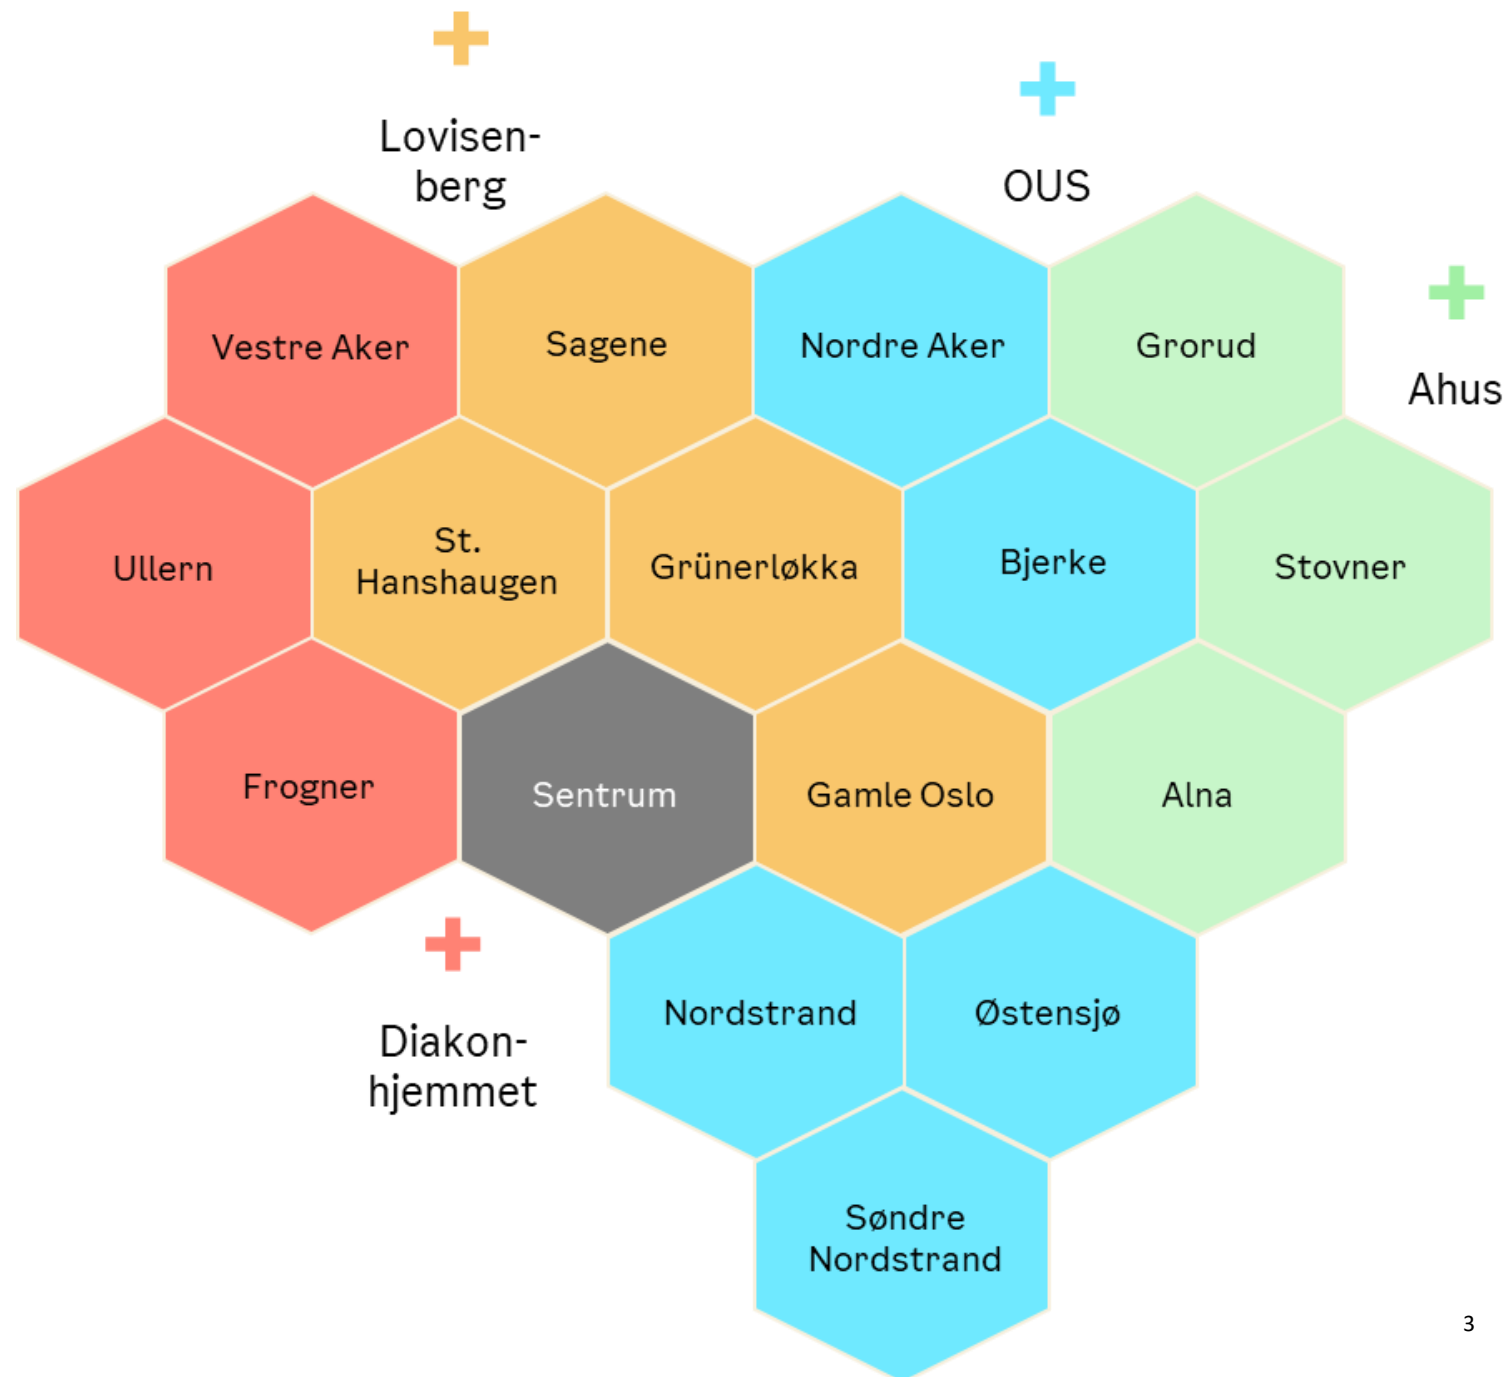 Lovisen-
berg
OUS
Ahus
Vestre Aker
Sagene
Nordre Aker
Grorud
Ullern
St.
Hanshaugen
Grünerløkka
Bjerke
Stovner
Frogner
Sentrum
Gamle Oslo
Alna
Diakon-
hjemmet
Nordstrand
Østensjø
Søndre
Nordstrand
3